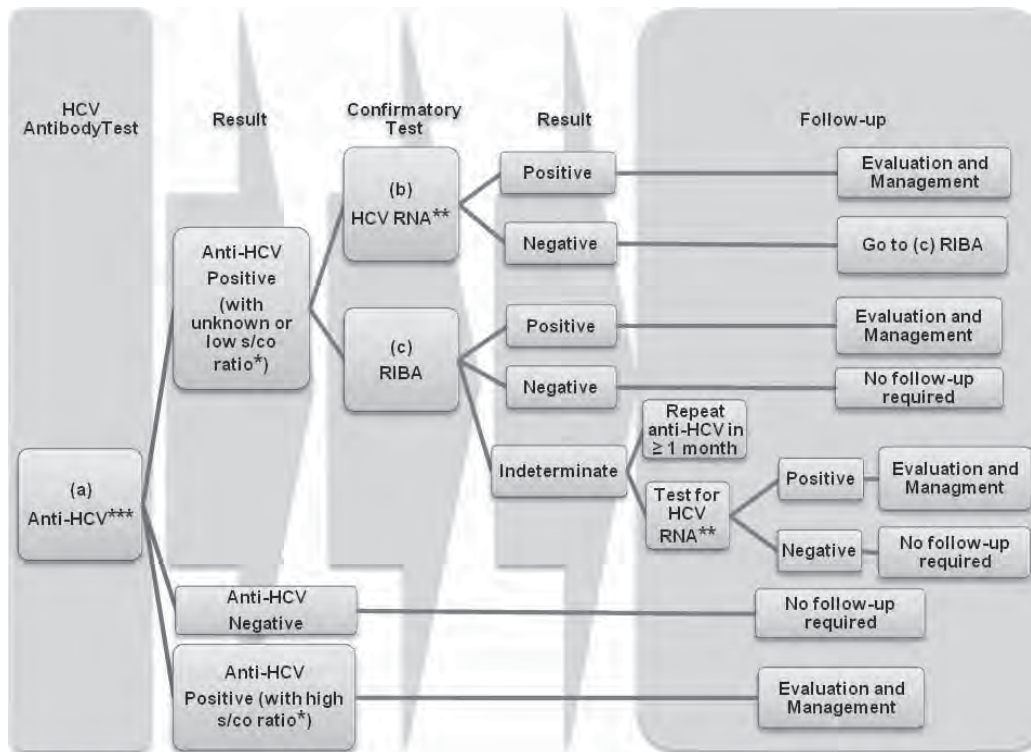 HCV
AntibodyTest
Result
Confirmatory
Test
Result
Follow-up
(a)
Anti-HCV***
Anti-HCV
Positive
(with
unknown or
low s/co
ratio*)
(b)
HCV RNA**
Positive
Evaluation and
Management
Negative
Go to (c) RIBA
(c)
RIBA
Positive
Evaluation and
Management
Negative
No follow-up
required
Indeterminate
Repeat
anti-HCV in
≥ 1 month
Test for
HCV
RNA**
Positive
Evaluation and
Managment
Negative
No follow-up
required
Anti-HCV
Negative
No follow-up
required
Anti-HCV
Positive (with high
s/co ratio*)
Evaluation and
Management